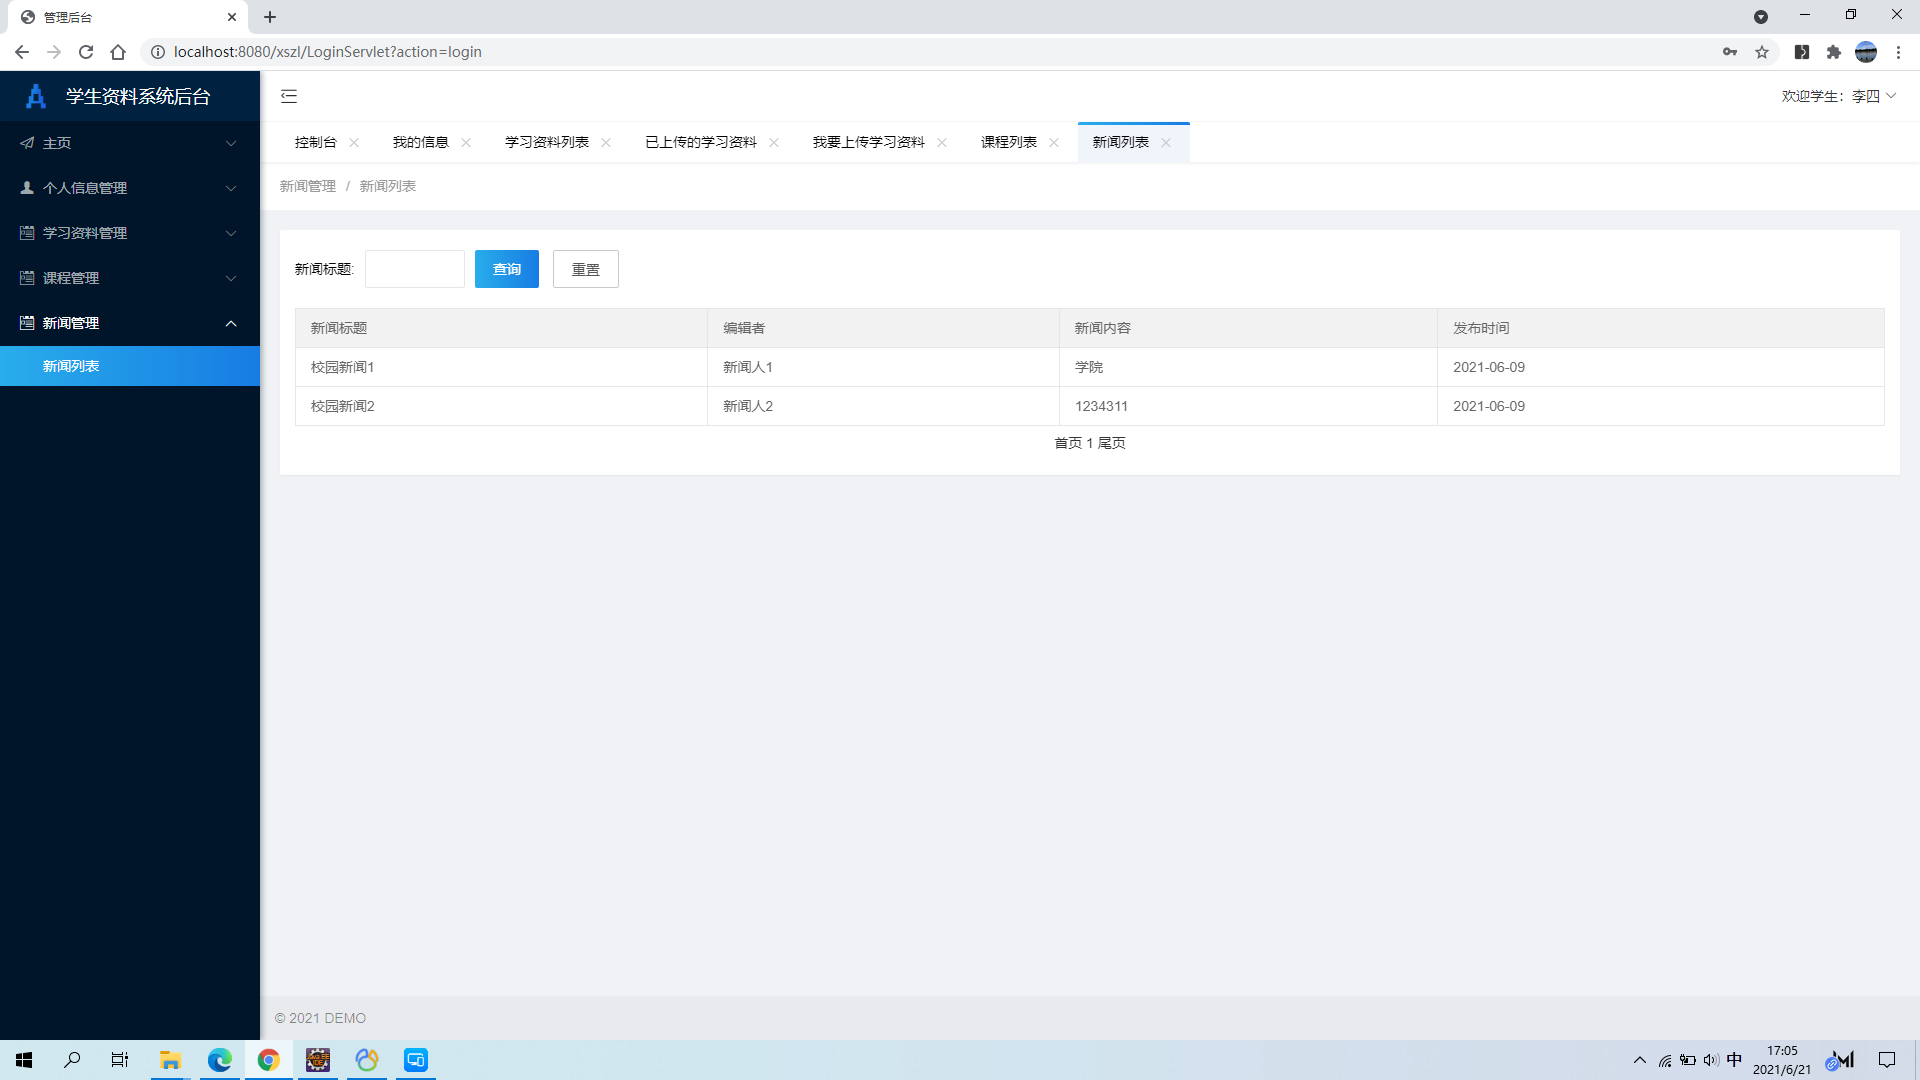 管理后台
localhost:8080/xszl/LoginServlet?action=login
学生资料系统后台
欢迎学生：李四
主页
个人信息管理
学习资料管理
课程管理
新闻管理
新闻列表
控制台 我的信息 学习资料列表 已上传的学习资料 我要上传学习资料 课程列表 新闻列表
新闻管理 / 新闻列表
新闻标题: 查询 重置
新闻标题 编辑者 新闻内容 发布时间
校园新闻1 新闻人1 学院 2021-06-09
校园新闻2 新闻人2 1234311 2021-06-09
首页 1 尾页
© 2021 DEMO
中
17:05
2021/6/21